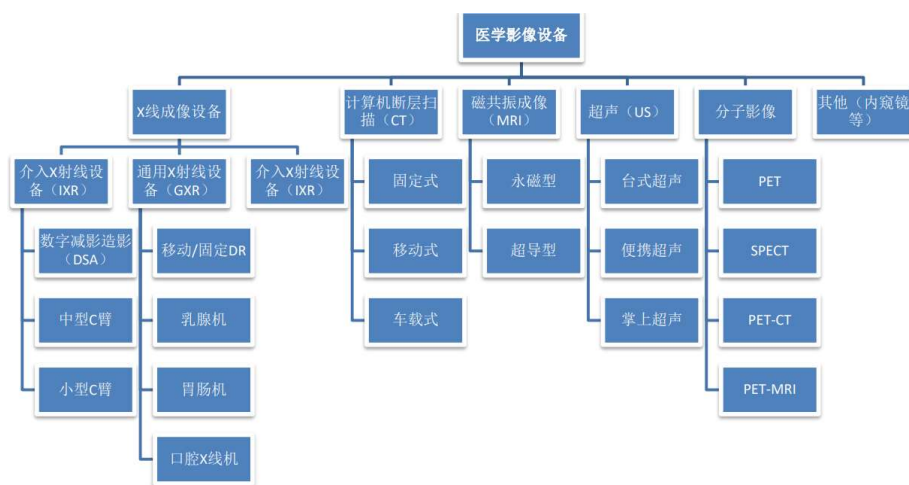 医学影像设备
X线成像设备
计算机断层扫
描（CT）
磁共振成像
（MRI）
超声（US）
分子影像
其他（内窥镜
等）
介入X射线设
备（IXR）
通用X射线设
备（GXR）
介入X射线设
备（IXR）
固定式
永磁型
台式超声
PET
数字减影造影
（DSA）
移动/固定DR
移动式
超导型
便携超声
SPECT
中型C臂
乳腺机
车载式
掌上超声
PET-CT
小型C臂
胃肠机
PET-MRI
口腔X线机